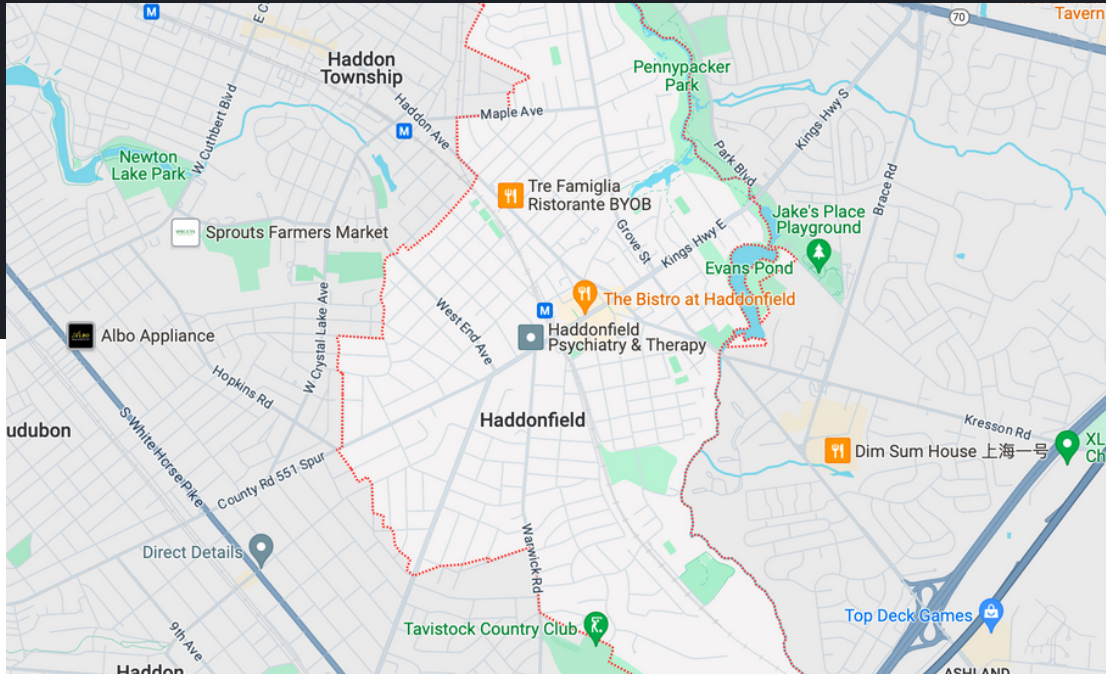 M
E C
70
Tavern
Haddon
Township
Pennypacker
Park
W Cuthbert Blvd
Haddon Ave
M
Maple Ave
Kings Hwy S
Newton
Lake Park
Park Blvd
Brace Rd
Tre Famiglia
Ristorante BYOB
Jake's Place
Playground
SPROUTS
Sprouts Farmers Market
Grove St
Kings Hwy E
Evans Pond
The Bistro at Haddonfield
M
West End Ave
Haddonfield
Psychiatry & Therapy
Albo
Albo Appliance
W Crystal Lake Ave
Hopkins Rd
Haddonfield
udubon
S White Horse Pike
Kresson Rd
XL
Ch
Dim Sum House 上海一号
County Rd 551 Spur
Direct Details
Warwick Rd
Top Deck Games
Tavistock Country Club
9th Ave
Haddon
ASHLAND